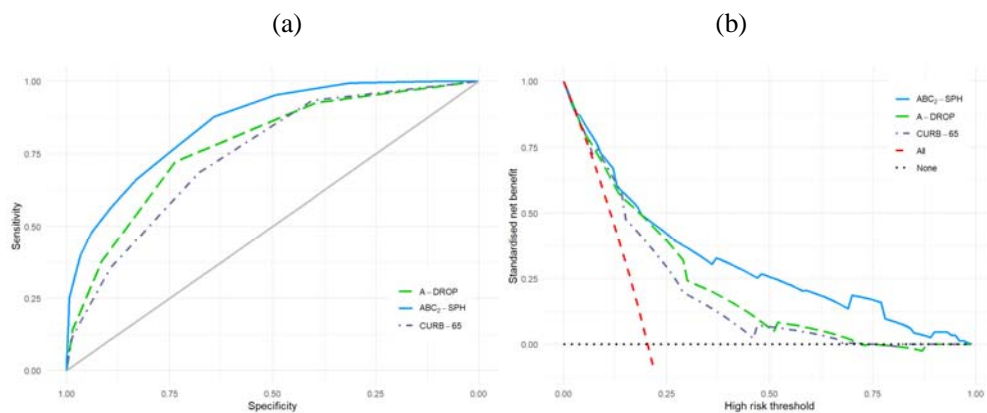 (a)
(b)
1.00
0.75
0.50
0.25
0.00
Sensitivity
1.00
0.75
0.50
0.25
0.00
Specificity
A-DROP
ABC₂-SPH
CURB-65
1.00
0.75
0.50
0.25
0.00
Standardised net benefit
0.00
0.25
0.50
0.75
1.00
High risk threshold
ABC₂-SPH
A-DROP
CURB-65
All
None